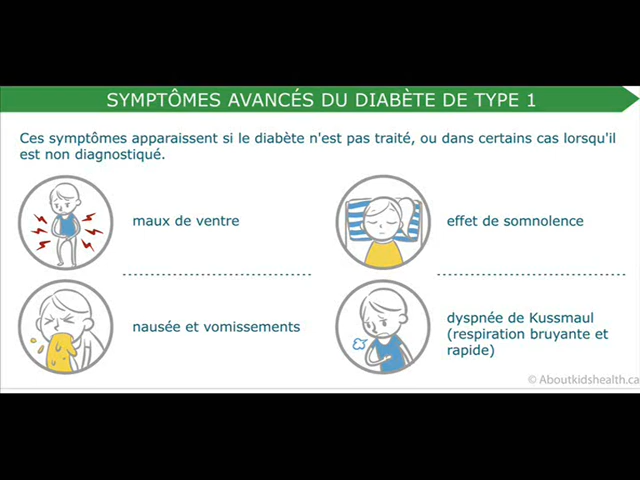 SYMPTÔMES AVANCÉS DU DIABÈTE DE TYPE 1
Ces symptômes apparaissent si le diabète n'est pas traité, ou dans certains cas lorsqu'il
est non diagnostiqué.
maux de ventre
effet de somnolence
nausée et vomissements
dyspnée de Kussmaul
(respiration bruyante et
rapide)
© Aboutkidshealth.ca